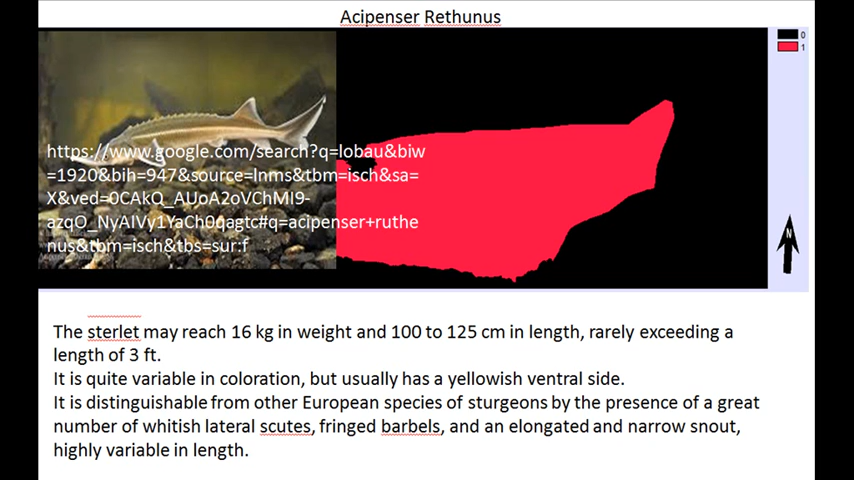 Acipenser Rethunus
0
1
https://www.google.com/search?q=lobau&biw
=1920&bih=947&source=lnms&tbm=isch&sa=
X&ved=0CAkQ_AUoA2oVChMI9-
azqO_NyAIVy1YaCh0qagtc#q=acipenser+ruthe
nus&tbm=isch&tbs=sur:f
N
The sterlet may reach 16 kg in weight and 100 to 125 cm in length, rarely exceeding a
length of 3 ft.
It is quite variable in coloration, but usually has a yellowish ventral side.
It is distinguishable from other European species of sturgeons by the presence of a great
number of whitish lateral scutes, fringed barbels, and an elongated and narrow snout,
highly variable in length.